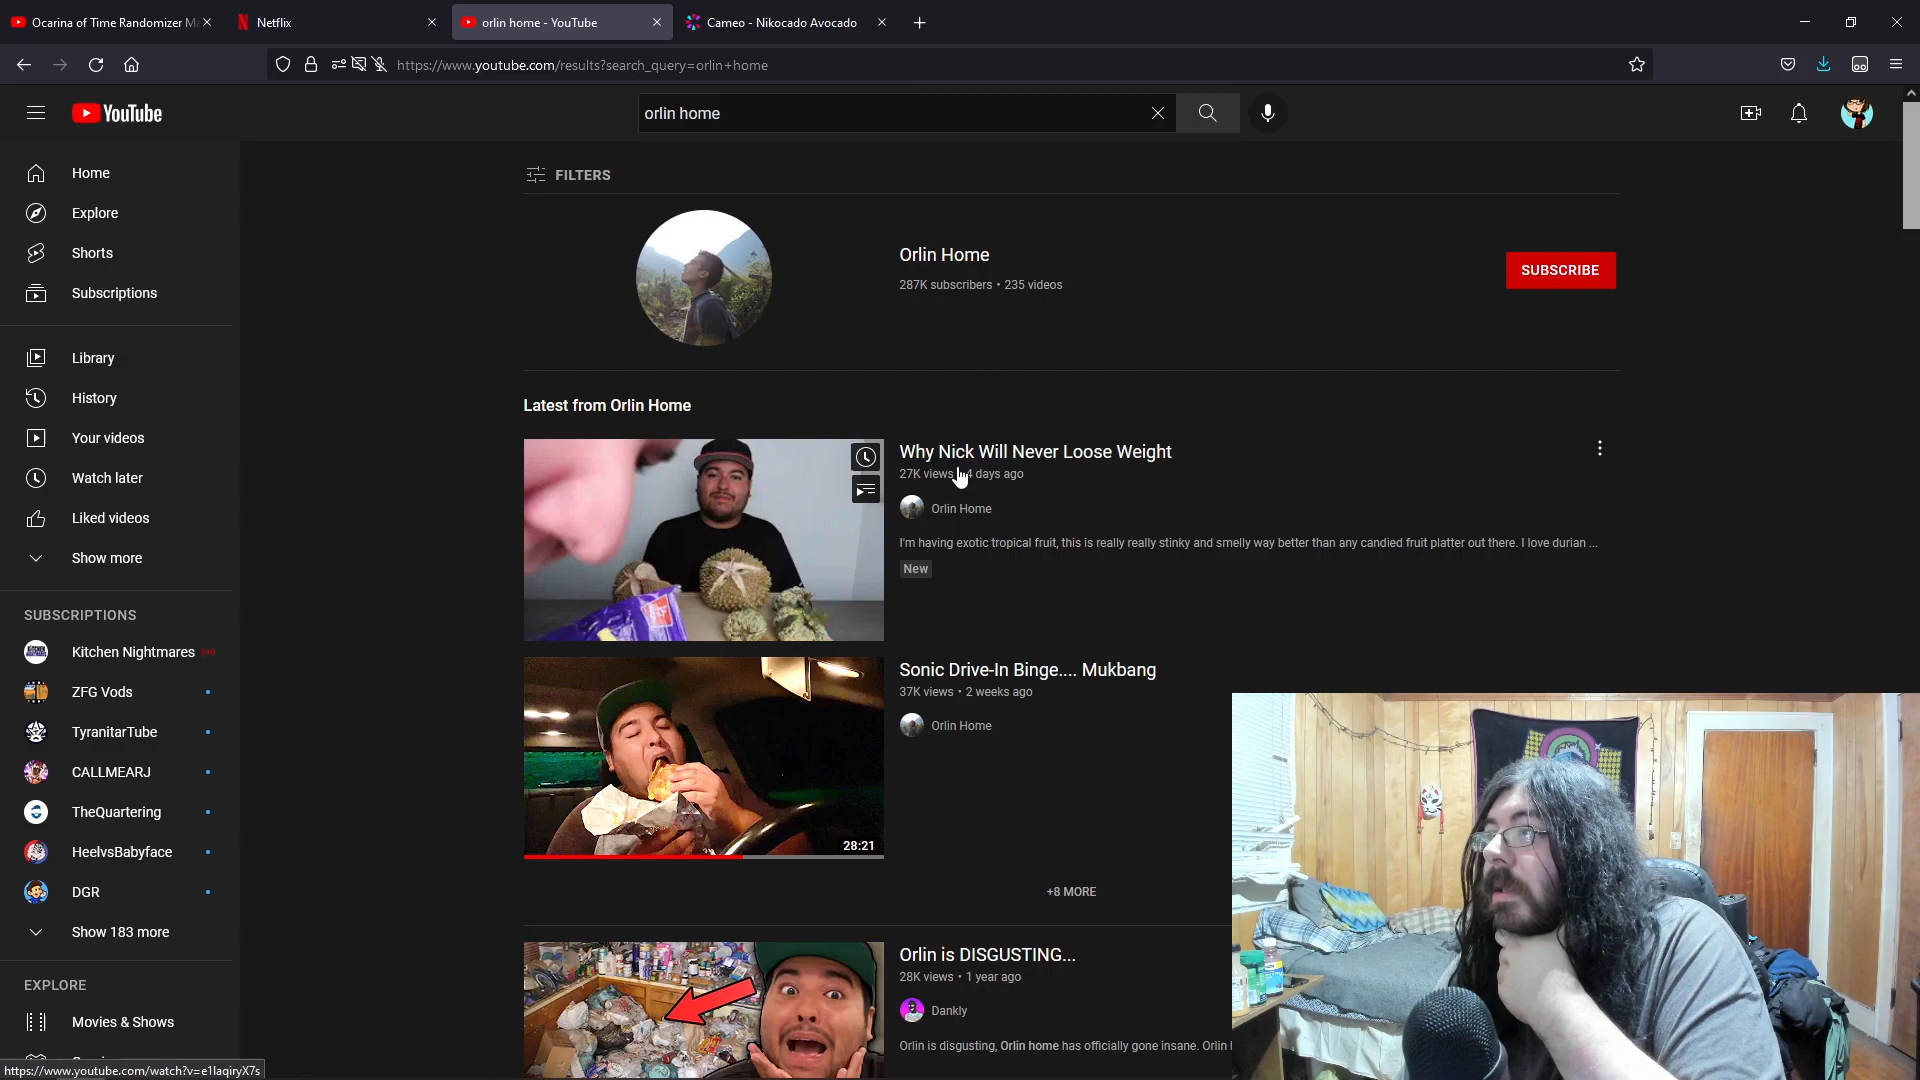 Ocarina of Time Randomizer M
Netflix
orlin home - YouTube
Cameo - Nikocado Avocado
https://www.youtube.com/results?search_query=orlin+home
YouTube
orlin home
Home
Explore
Shorts
Subscriptions
Library
History
Your videos
Watch later
Liked videos
Show more
SUBSCRIPTIONS
Kitchen Nightmares
ZFG Vods
TyranitarTube
CALLMEARJ
TheQuartering
HeelvsBabyface
DGR
Show 183 more
EXPLORE
Movies & Shows
https://www.youtube.com/watch?v=e1laqiryX7s
FILTERS
Orlin Home
287K subscribers • 235 videos
SUBSCRIBE
Latest from Orlin Home
Why Nick Will Never Loose Weight
27K views 4 days ago
Orlin Home
I'm having exotic tropical fruit, this is really really stinky and smelly way better than any candied fruit platter out there. I love durian ...
New
Sonic Drive-In Binge.... Mukbang
37K views • 2 weeks ago
Orlin Home
28:21
+8 MORE
Orlin is DISGUSTING...
28K views • 1 year ago
Dankly
Orlin is disgusting, Orlin home has officially gone insane. Orlin